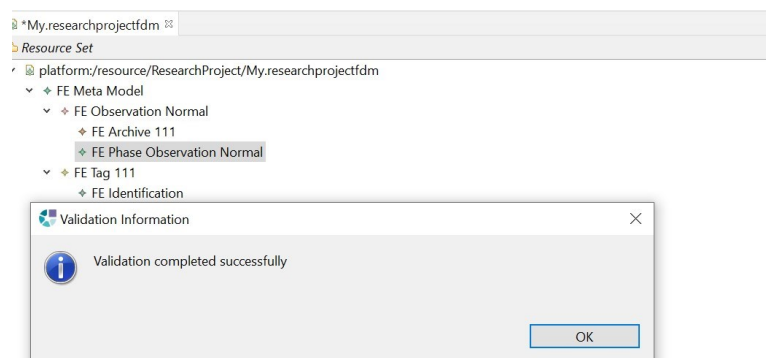 *My.researchprojectfdm
Resource Set
platform:/resource/ResearchProject/My.researchprojectfdm
FE Meta Model
FE Observation Normal
FE Archive 111
FE Phase Observation Normal
FE Tag 111
FE Identification
Validation Information
Validation completed successfully
OK